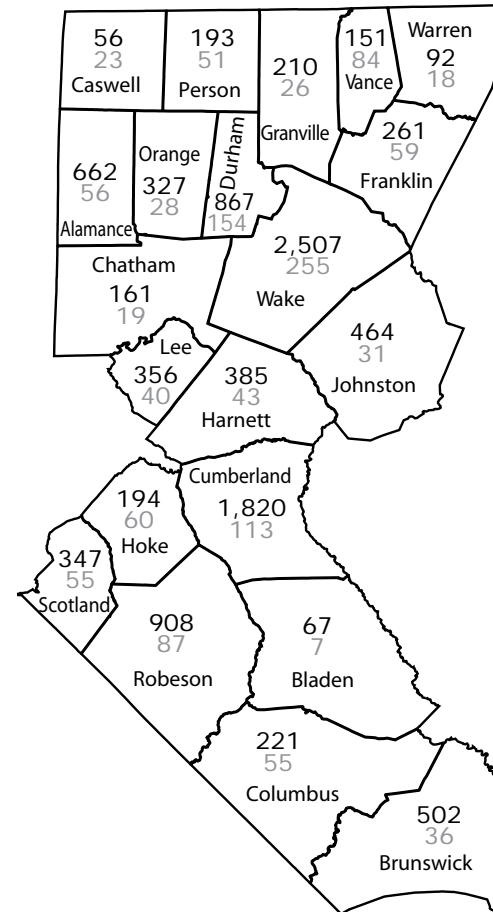 56
23
Caswell
193
51
Person
210
26
Granville
151
84
Vance
Warren
92
18
261
59
Franklin
662
56
Alamance
Orange
327
28
Durham
867
154
2,507
255
Wake
Chatham
161
19
Lee
356
40
385
43
Harnett
464
31
Johnston
Cumberland
1,820
113
194
60
Hoke
347
55
Scotland
908
87
Robeson
67
7
Bladen
221
55
Columbus
502
36
Brunswick